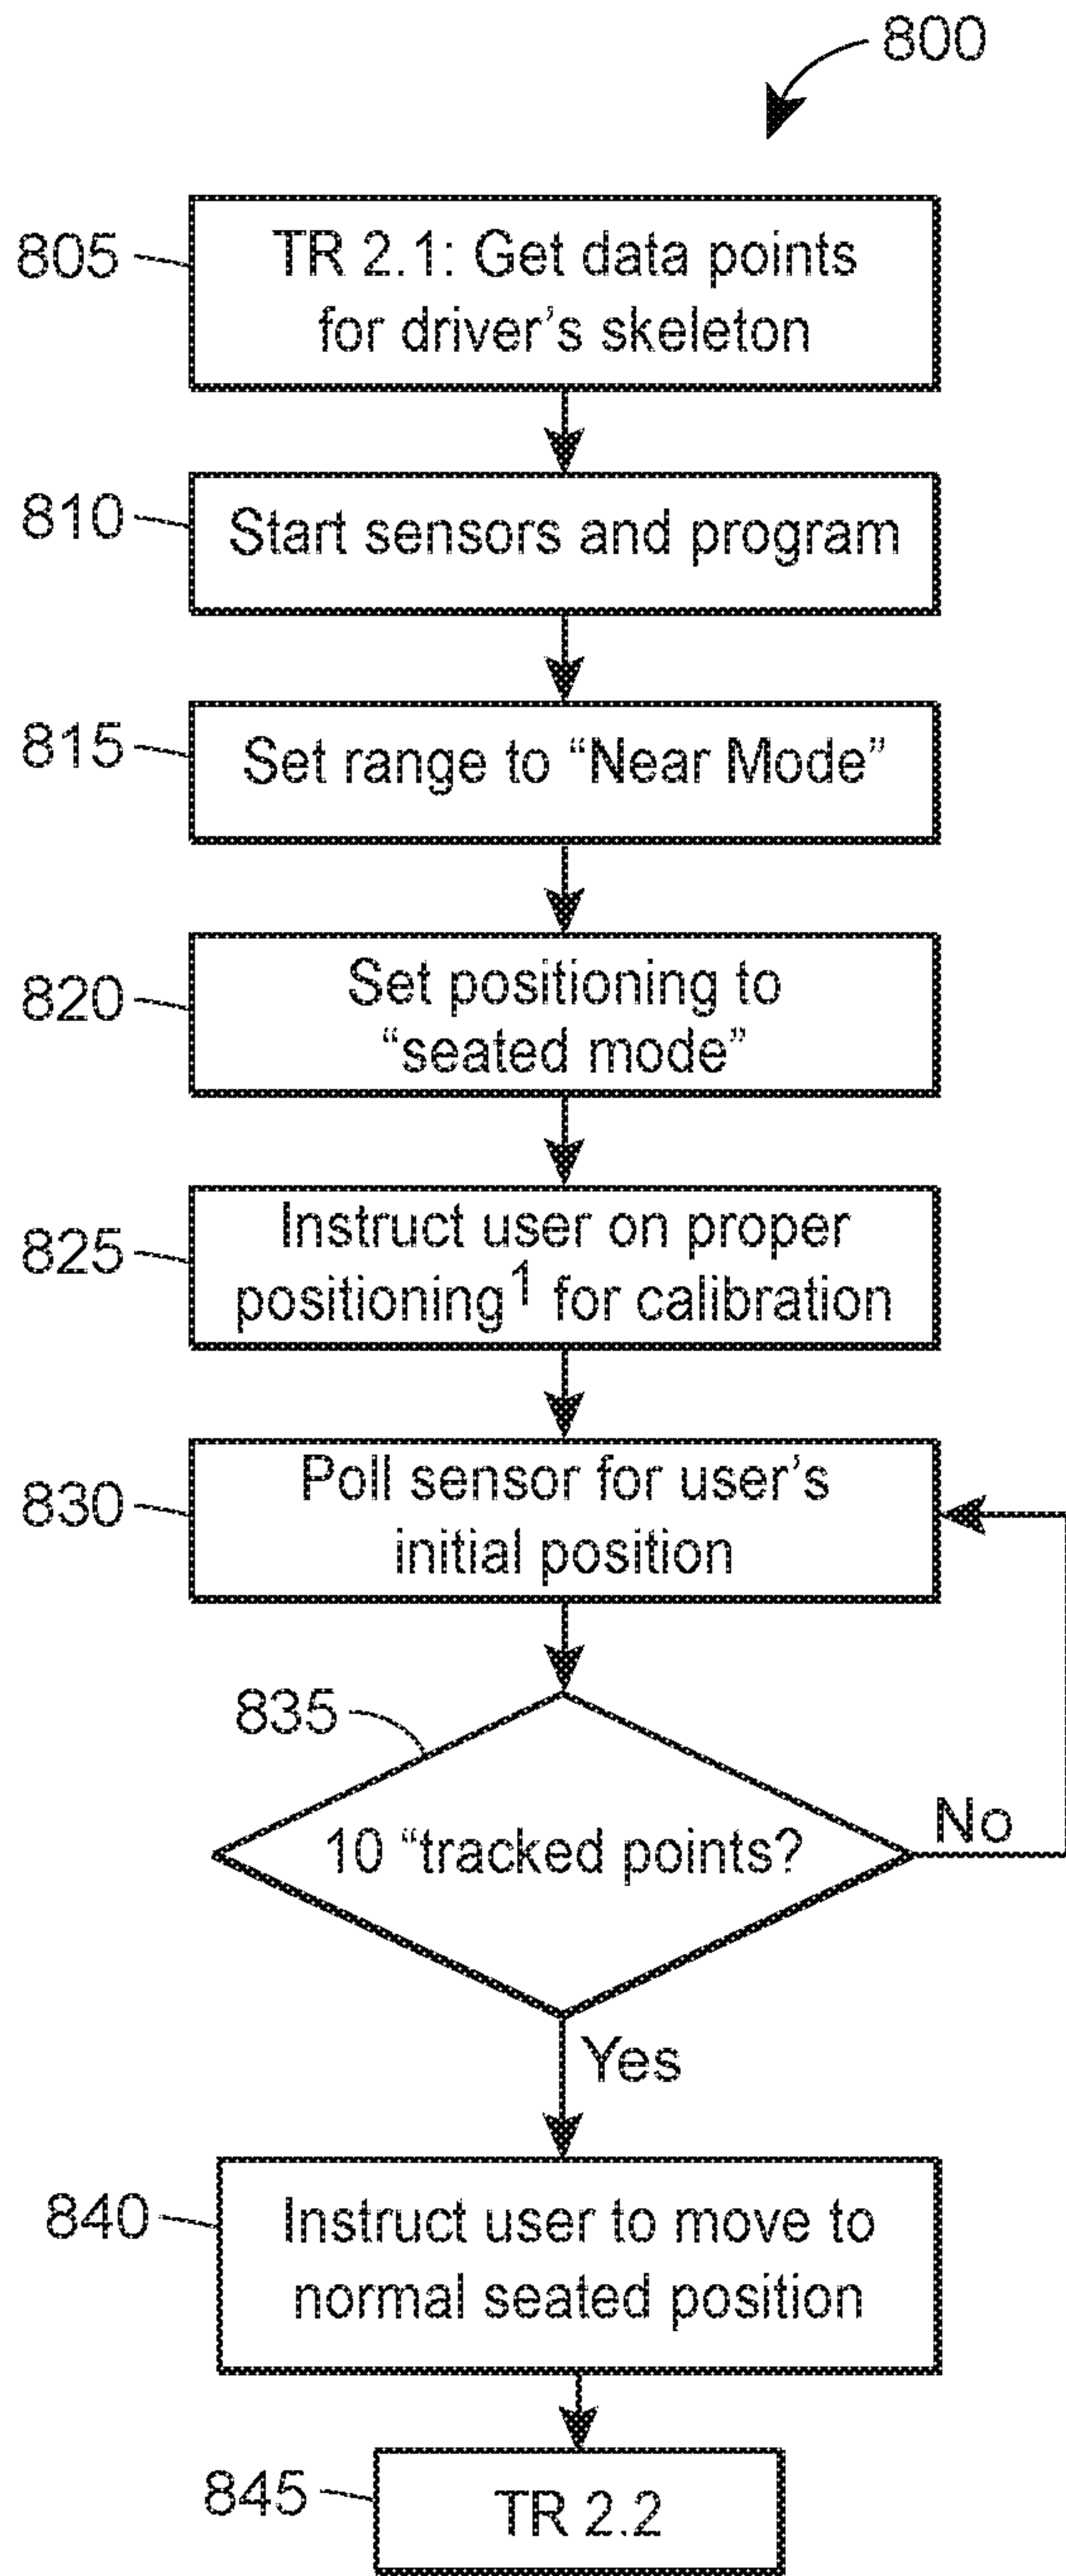 800
805
TR 2.1: Get data points
for driver’s skeleton
810
Start sensors and program
815
Set range to “Near Mode”
820
Set positioning to
“seated mode”
825
Instruct user on proper
positioning1 for calibration
830
Poll sensor for user’s
initial position
835
10 “tracked points?
No
Yes
840
Instruct user to move to
normal seated position
845
TR 2.2